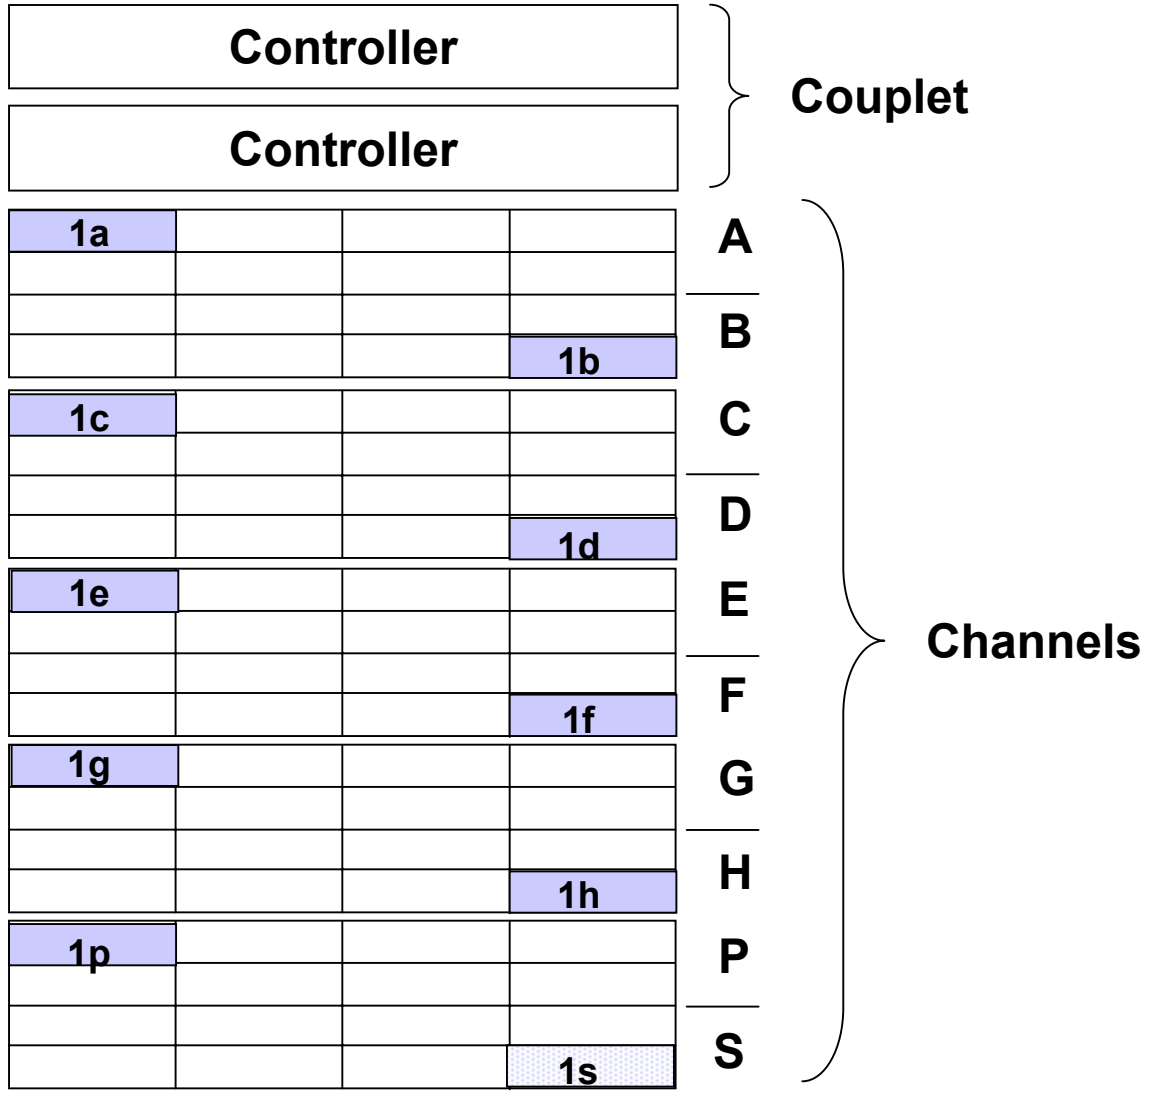 Controller
Controller
Couplet
1a
A
B
1b
1c
C
D
1d
1e
E
Channels
F
1f
1g
G
H
1h
1p
P
S
1s